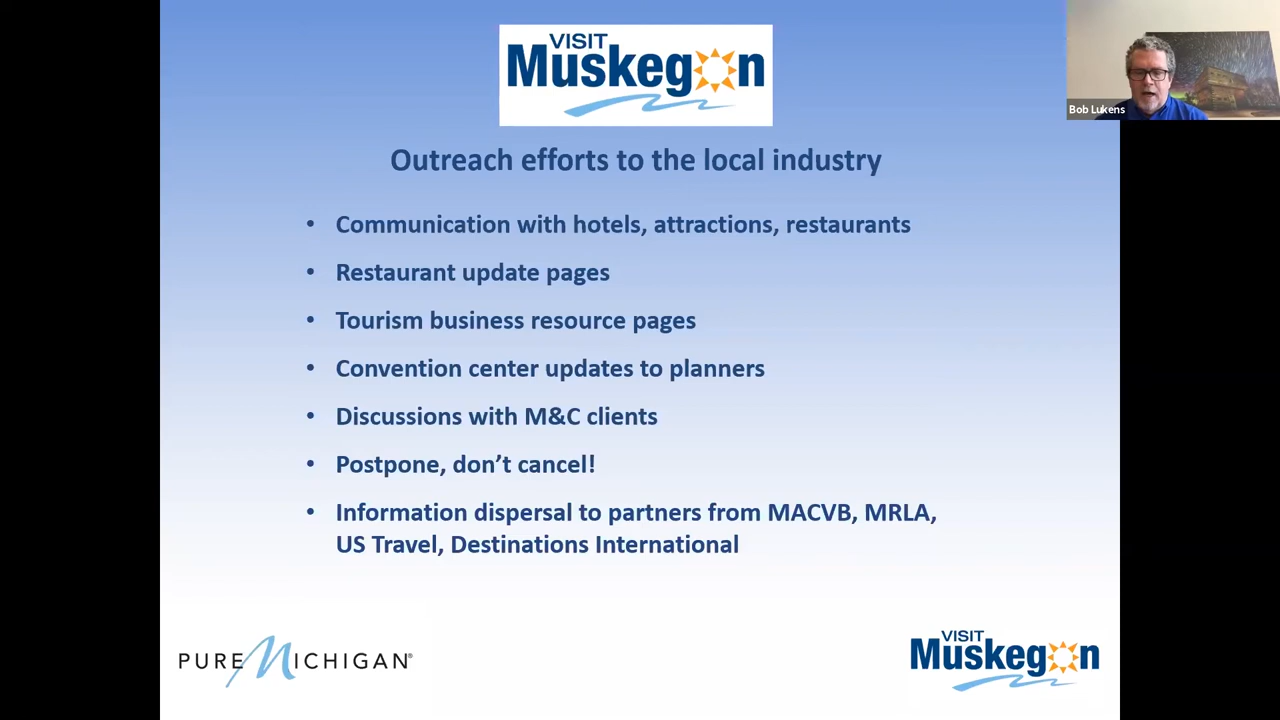 VISIT
Muskegon
Bob Lukens
Outreach efforts to the local industry
• Communication with hotels, attractions, restaurants
• Restaurant update pages
• Tourism business resource pages
• Convention center updates to planners
• Discussions with M&C clients
• Postpone, don’t cancel!
• Information dispersal to partners from MACVB, MRLA,
US Travel, Destinations International
PURE MICHIGAN®
VISIT
Muskegon